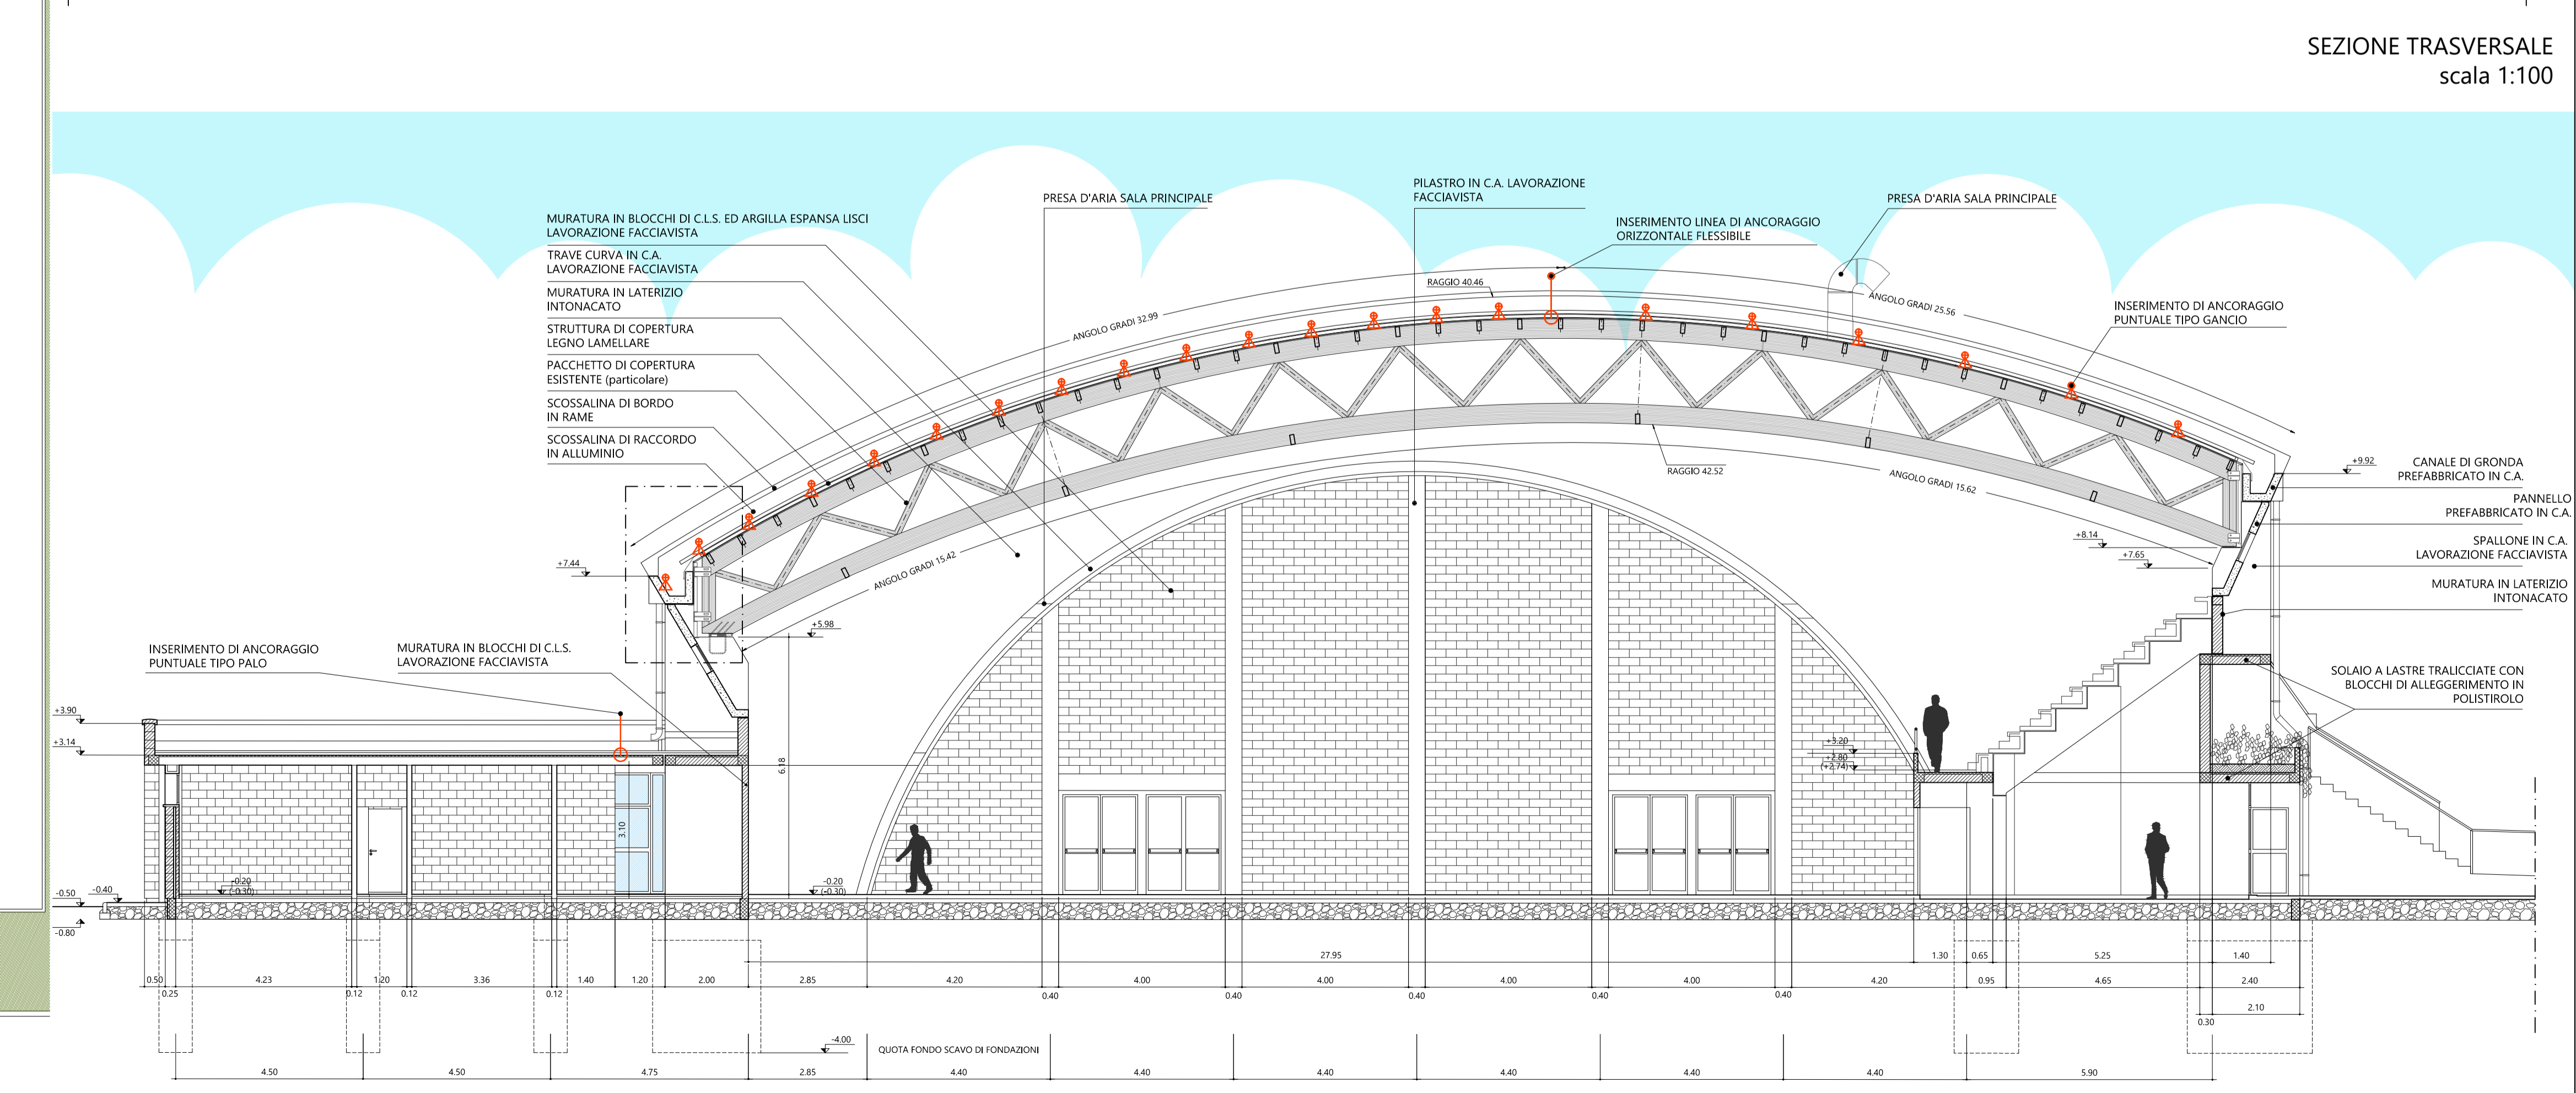 SEZIONE TRASVERSALE
scala 1:100
MURATURA IN BLOCCHI DI C.L.S. ED ARGILLA ESPANSA LISCI
LAVORAZIONE FACCIAVISTA
TRAVE CURVA IN C.A.
LAVORAZIONE FACCIAVISTA
MURATURA IN LATERIZIO
INTONACATO
STRUTTURA DI COPERTURA
LEGNO LAMELLARE
PACCHETTO DI COPERTURA
ESISTENTE (particolare)
SCOSSALINA DI BORDO
IN RAME
SCOSSALINA DI RACCORDO
IN ALLUMINIO
PRESA D'ARIA SALA PRINCIPALE
PILASTRO IN C.A. LAVORAZIONE
FACCIAVISTA
INSERIMENTO LINEA DI ANCORAGGIO
ORIZZONTALE FLESSIBILE
PRESA D'ARIA SALA PRINCIPALE
INSERIMENTO DI ANCORAGGIO
PUNTUALE TIPO GANCIO
RAGGIO 40.46
ANGOLO GRADI 32.99
ANGOLO GRADI 25.56
RAGGIO 42.52
ANGOLO GRADI 15.62
ANGOLO GRADI 15.42
+9.92
CANALE DI GRONDA
PREFABBRICATO IN C.A.
PANNELLO
PREFABBRICATO IN C.A.
SPALLONE IN C.A.
LAVORAZIONE FACCIAVISTA
MURATURA IN LATERIZIO
INTONACATO
SOLAIO A LASTRE TRALICCIATE CON
BLOCCHI DI ALLEGGERIMENTO IN
POLISTIROLO
+8.14
+7.65
+7.44
+5.98
INSERIMENTO DI ANCORAGGIO
PUNTUALE TIPO PALO
MURATURA IN BLOCCHI DI C.L.S.
LAVORAZIONE FACCIAVISTA
+3.90
+3.14
6.18
3.10
+3.20
+2.80
(+2.74)
-0.20
(-0.30)
-0.20
(-0.30)
-0.50
-0.40
-0.80
27.95
1.30
0.65
5.25
1.40
0.50
0.25
4.23
0.12
1.20
0.12
3.36
0.12
1.40
1.20
2.00
2.85
4.20
0.40
4.00
0.40
4.00
0.40
4.00
0.40
4.00
0.40
4.20
0.95
4.65
2.40
0.30
2.10
-4.00
QUOTA FONDO SCAVO DI FONDAZIONI
4.50
4.50
4.75
2.85
4.40
4.40
4.40
4.40
4.40
4.40
5.90